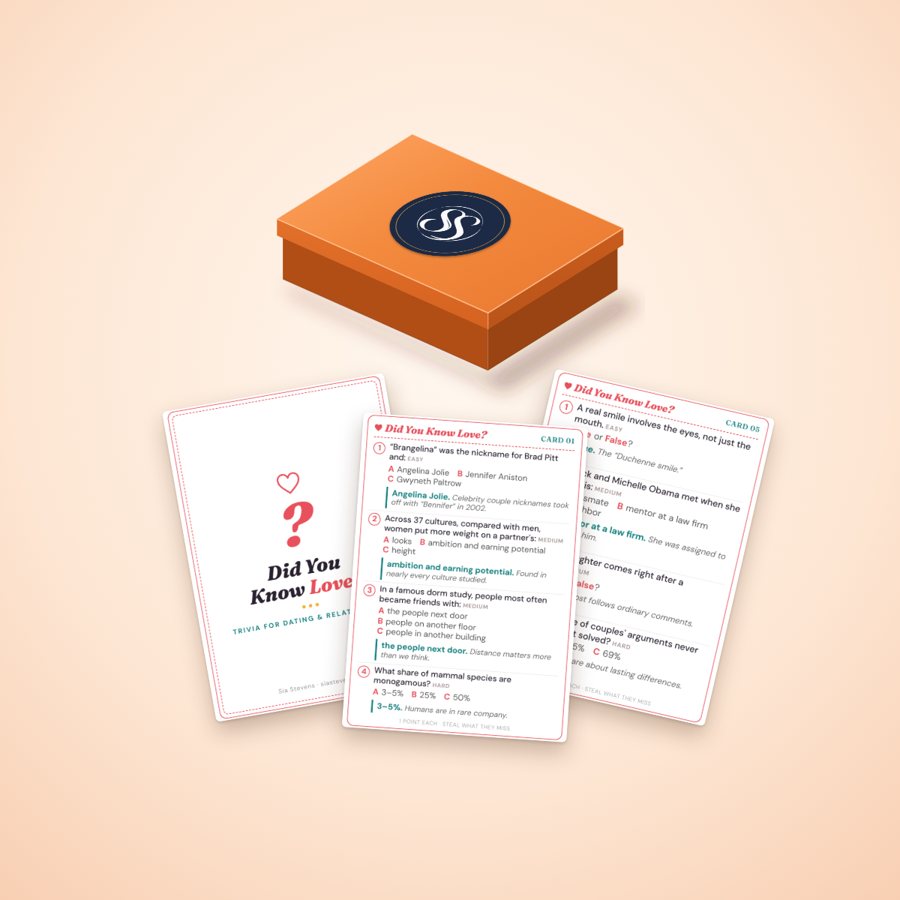 SS
Did You
Know Love
TRIVIA FOR DATING &
Six Stevens ·
Did You Know Love?
CARD 01
1 "Brangelina" was the nickname for Brad Pitt
and: EASY
A Angelina Jolie B Jennifer Aniston
C Gwyneth Paltrow
Angelina Jolie. Celebrity couple nicknames took
off with "Bennifer" in 2002.
2 Across 37 cultures, compared with men,
women put more weight on a partner's: MEDIUM
A looks B ambition and earning potential
C height
ambition and earning potential. Found in
nearly every culture studied.
3 In a famous dorm study, people most often
became friends with: MEDIUM
A the people next door
B people on another floor
C people in another building
the people next door. Distance matters more
than we think.
4 What share of mammal species are
monogamous? HARD
A 3–5% B 25% C 50%
3–5%. Humans are in rare company.
1 POINT EACH · STEAL WHAT THEY MISS
Did You Know Love?
CARD 05
1 A real smile involves the eyes, not just the
mouth. EASY
or False?
The "Duchenne smile."
and Michelle Obama met when she
MEDIUM
B mentor at a law firm
at a law firm. She was assigned to
him.
comes right after a
follows ordinary comments.
of couples' arguments never
solved? HARD
C 69%
are about lasting differences.
· STEAL WHAT THEY MISS